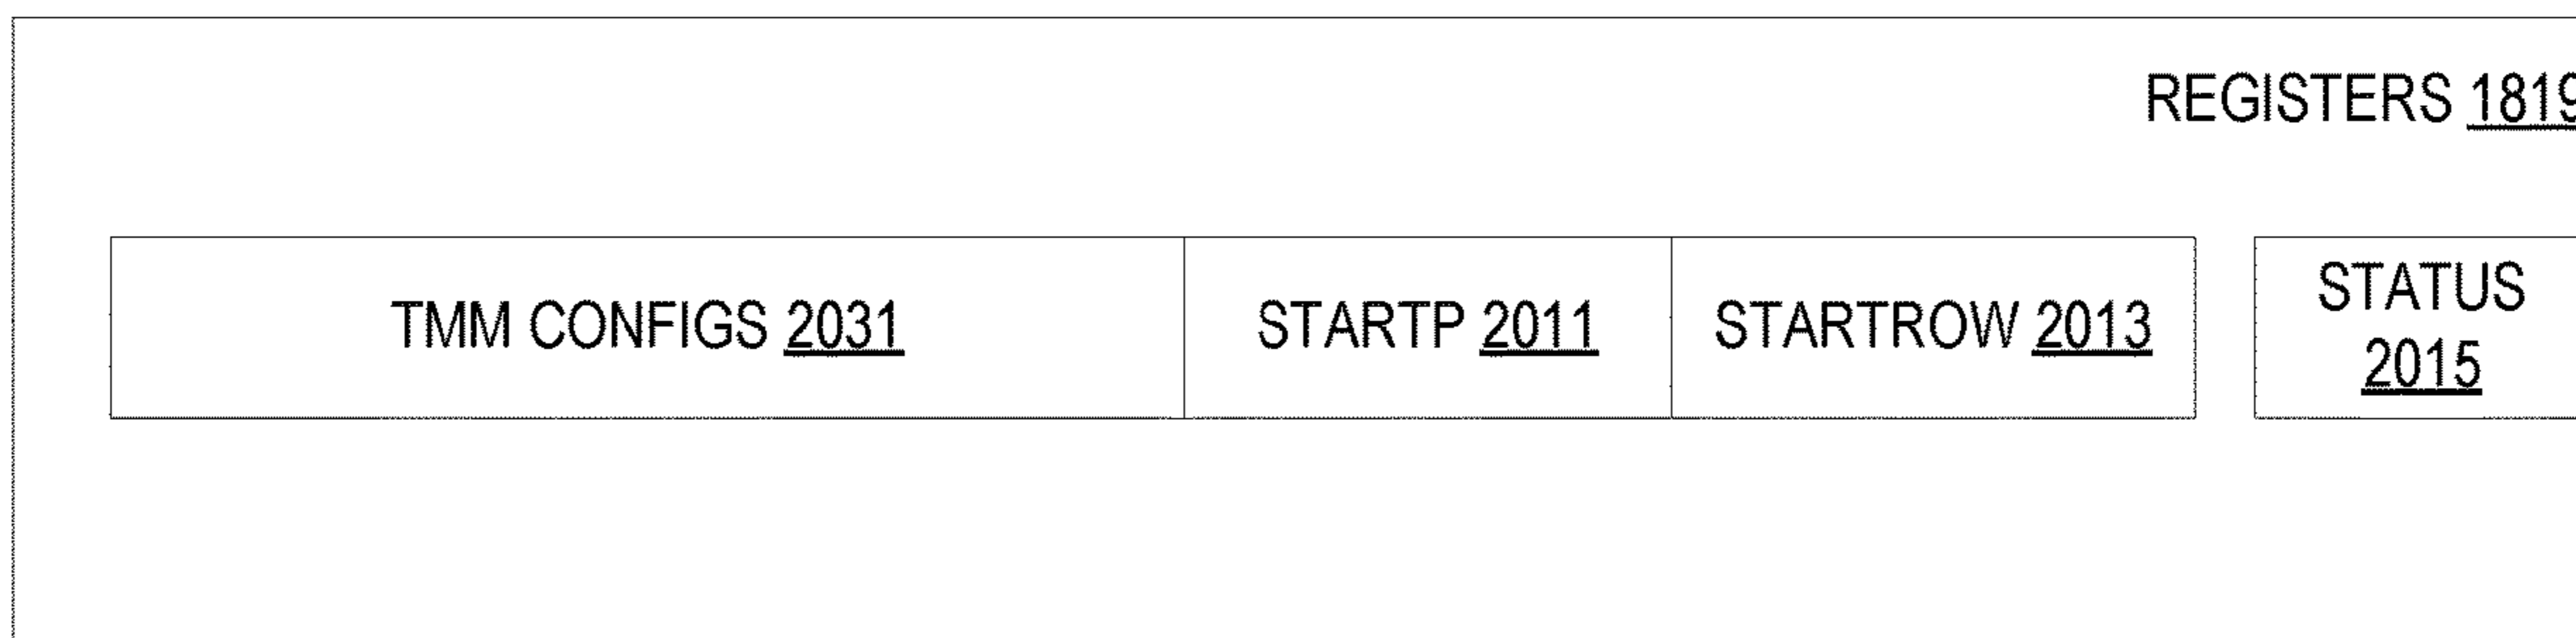 REGISTERS 1819
TMM CONFIGS 2031
STARTP 2011
STARTROW 2013
STATUS
2015